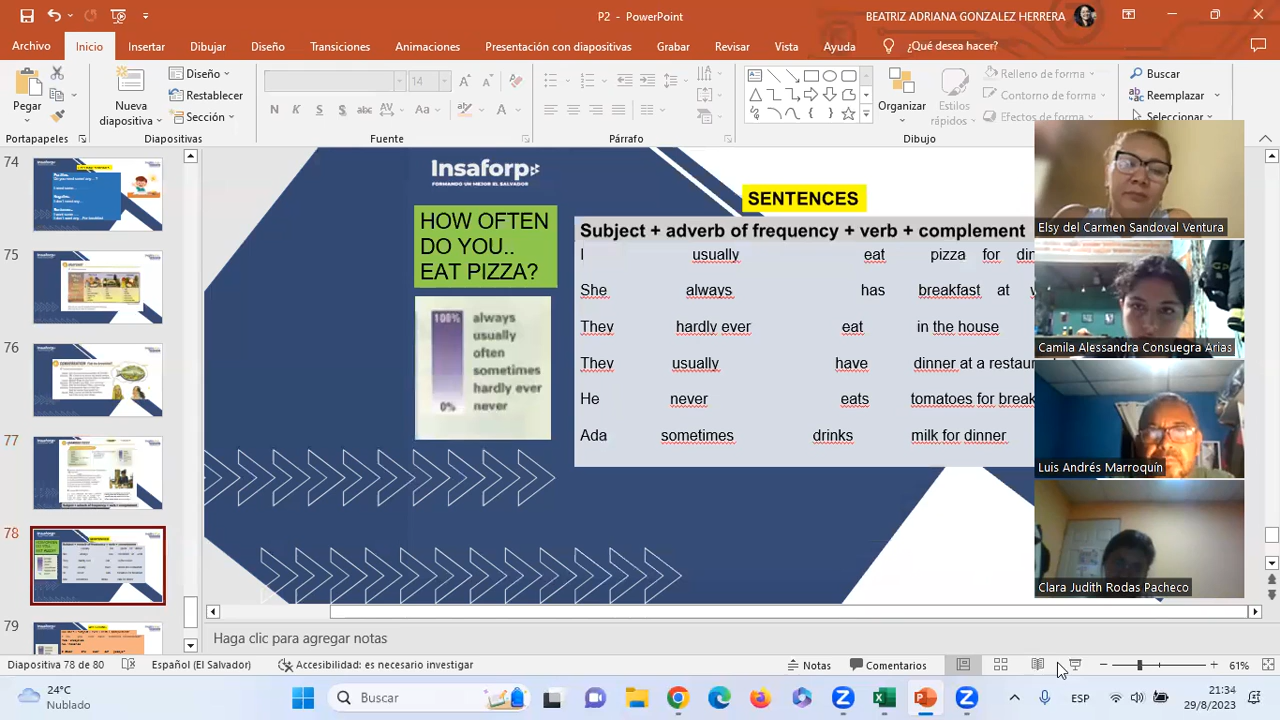 P2 - PowerPoint
BEATRIZ ADRIANA GONZALEZ HERRERA
Archivo Inicio Insertar Dibujar Diseño Transiciones Animaciones Presentación con diapositivas Grabar Revisar Vista Ayuda ¿Qué desea hacer?
Pegar
Nueva diapositiva
Diseño
Restablecer
Sección
14
N K S abc AV Aa A
Organizar
Estilos rápidos
Relleno de forma
Contorno de forma
Efectos de forma
Buscar
Reemplazar
Seleccionar
Portapapeles Diapositivas Fuente Párrafo Dibujo
74
75
76
77
78
79
Insaforp
FORMANDO UN MEJOR EL SALVADOR
HOW OFTEN
DO YOU..
EAT PIZZA?
100%
0%
always
usually
often
sometimes
hardly ever
never
SENTENCES
Subject + adverb of frequency + verb + complement
I usually eat pizza for din
She always has breakfast at
They hardly ever eat in the house
They usually have dinner at a restau
He never eats tomatoes for break
Ada sometimes drinks milk for dinner
Elsy del Carmen Sandoval Ventura
Camila Alessandra Consuegra Arias
Luis Andrés Marroquín
Clara Judith Rodas Pacheco
Haga clic para agregar notas
Diapositiva 78 de 80 Español (El Salvador) Accesibilidad: es necesario investigar Notas Comentarios 61%
24°C
Nublado
Buscar
ESP
21:34
29/8/2023